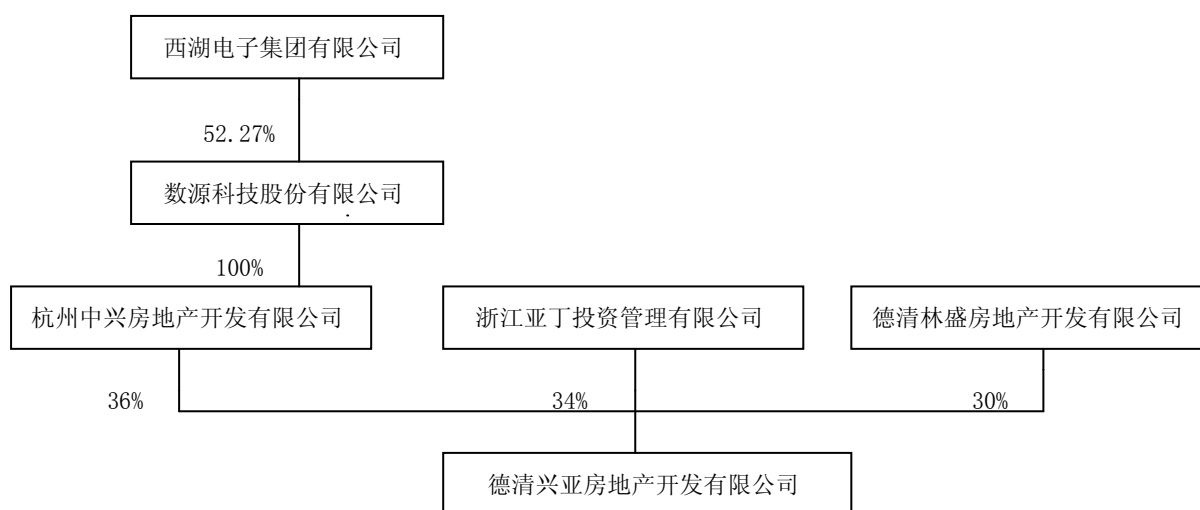 西湖电子集团有限公司
52.27%
数源科技股份有限公司
100%
杭州中兴房地产开发有限公司
浙江亚丁投资管理有限公司
德清林盛房地产开发有限公司
36%
34%
30%
德清兴亚房地产开发有限公司